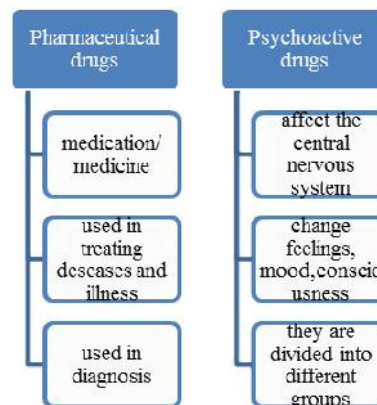 Pharmaceutical
drugs
medication/
medicine
used in
treating
deseases and
illness
used in
diagnosis
Psychoactive
drugs
affect the
central
nervous
system
change
feelings,
mood,conscio
usness
they are
divided into
different
groups